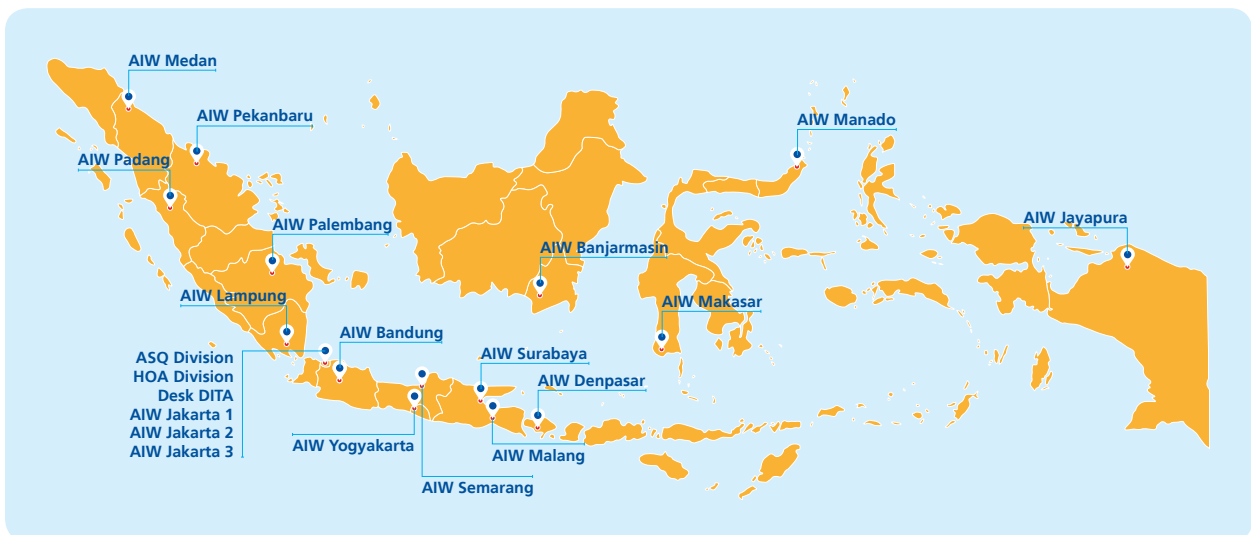 AIW Medan
AIW Pekanbaru
AIW Manado
AIW Padang
AIW Jayapura
AIW Palembang
AIW Banjarmasin
AIW Lampung
AIW Makasar
AIW Bandung
ASQ Division
HOA Division
Desk DITA
AIW Jakarta 1
AIW Jakarta 2
AIW Jakarta 3
AIW Surabaya
AIW Denpasar
AIW Yogyakarta
AIW Malang
AIW Semarang